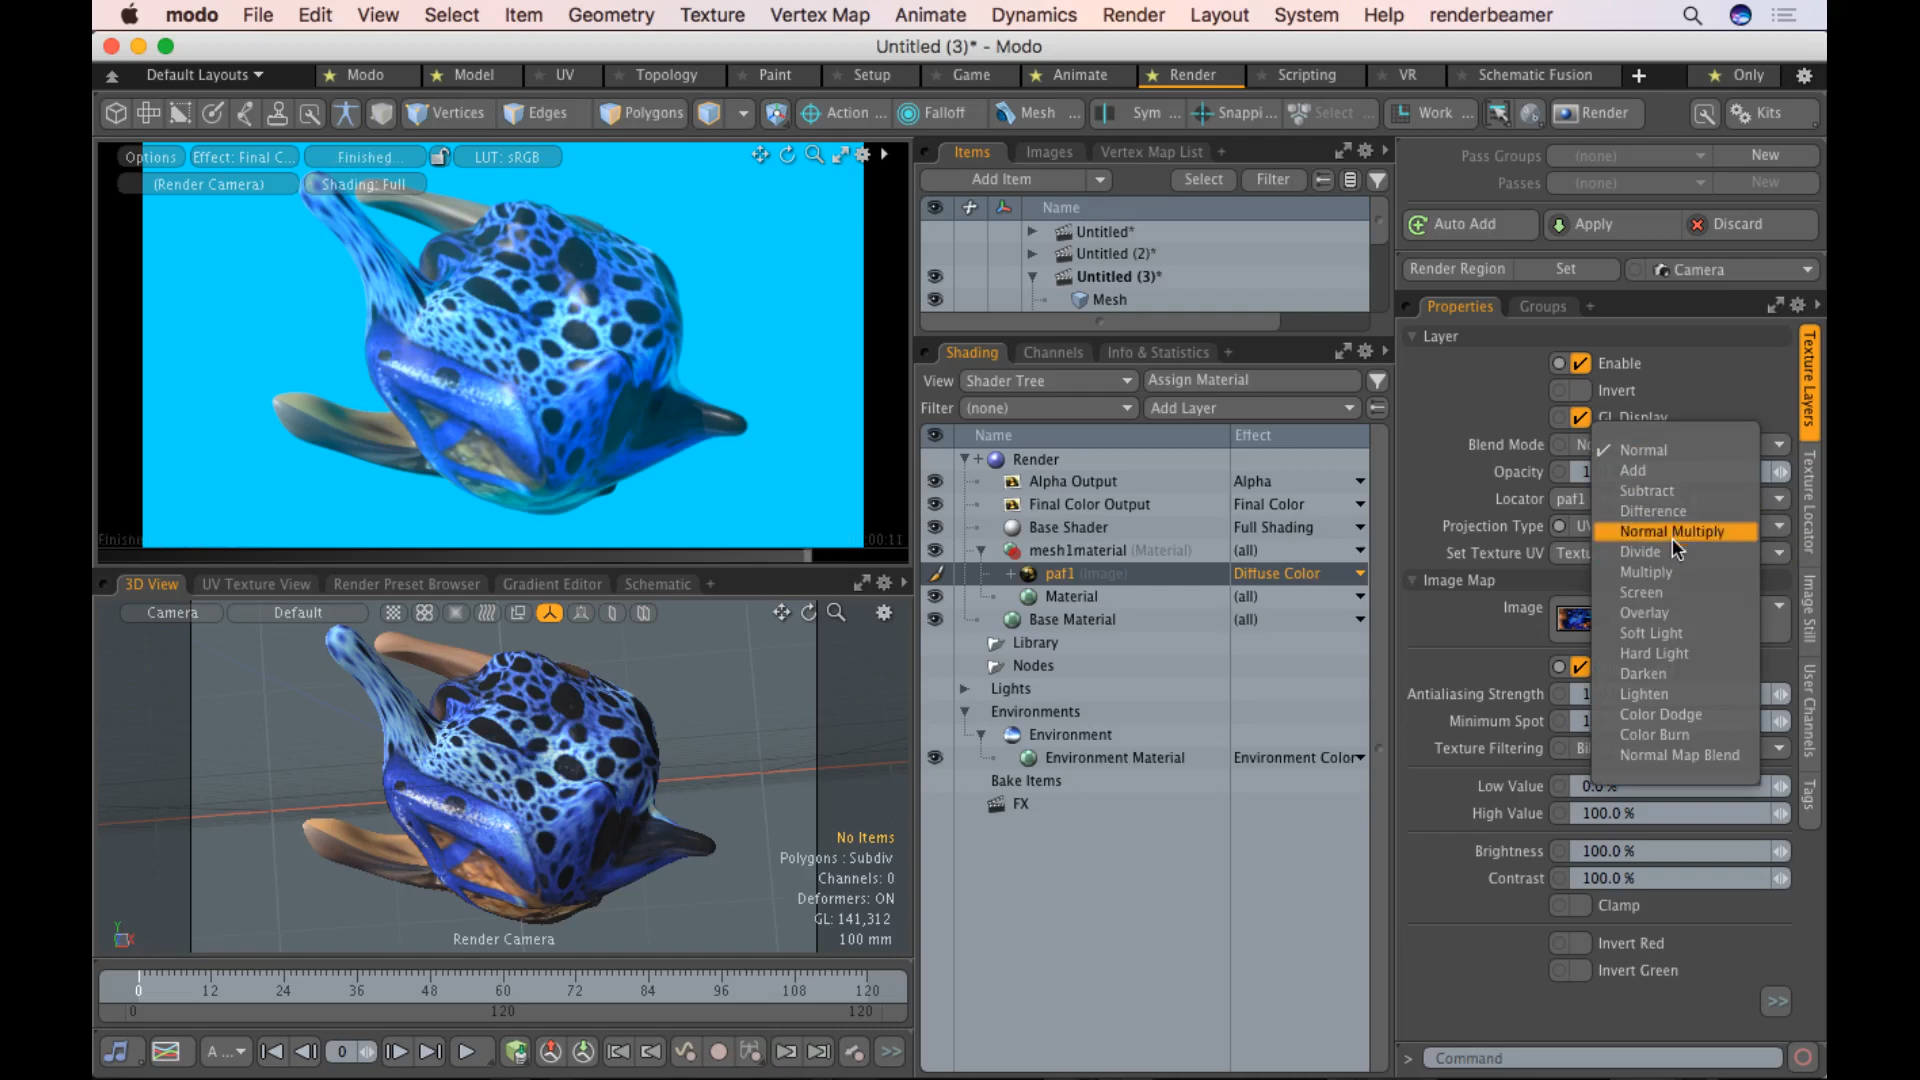 modo File Edit View Select Item Geometry Texture Vertex Map Animate Dynamics Render Layout System Help renderbeamer
Untitled (3)* - Modo
Default Layouts Modo Model UV Topology Paint Setup Game Animate Render Scripting VR Schematic Fusion + Only
Vertices Edges Polygons Action ... Falloff Mesh ... Sym ... Snappi... Select ... Work ... Render Kits
Options Effect: Final C... Finished... LUT: sRGB
(Render Camera) Shading: Full
Items Images Vertex Map List +
Add Item Select Filter
Name
Untitled*
Untitled (2)*
Untitled (3)*
Mesh
Pass Groups (none) New
Passes (none) New
Auto Add Apply Discard
Render Region Set Camera
Properties Groups +
Layer
Enable
Invert
GL Display
Blend Mode
Opacity 1
Locator paf1
Projection Type
Set Texture UV
Image Map
Image
Antialiasing Strength 1
Minimum Spot 1
Texture Filtering Bi
Low Value 0.0 %
High Value 100.0 %
Brightness 100.0 %
Contrast 100.0 %
Clamp
Invert Red
Invert Green
>>
Normal
Add
Subtract
Difference
Normal Multiply
Divide
Multiply
Screen
Overlay
Soft Light
Hard Light
Darken
Lighten
Color Dodge
Color Burn
Normal Map Blend
Texture Layers
Texture Locator
Image Still
User Channels
Tags
Shading Channels Info & Statistics +
View Shader Tree Assign Material
Filter (none) Add Layer
Name Effect
Render
Alpha Output Alpha
Final Color Output Final Color
Base Shader Full Shading
mesh1material (Material) (all)
paf1 (Image) Diffuse Color
Material (all)
Base Material (all)
Library
Nodes
Lights
Environments
Environment
Environment Material Environment Color
Bake Items
FX
3D View UV Texture View Render Preset Browser Gradient Editor Schematic +
Camera Default
No Items
Polygons : Subdiv
Channels: 0
Deformers: ON
GL: 141,312
100 mm
Render Camera
Y
X
0 12 24 36 48 60 72 84 96 108 120
0 120 120
A ... 0 >>
> Command